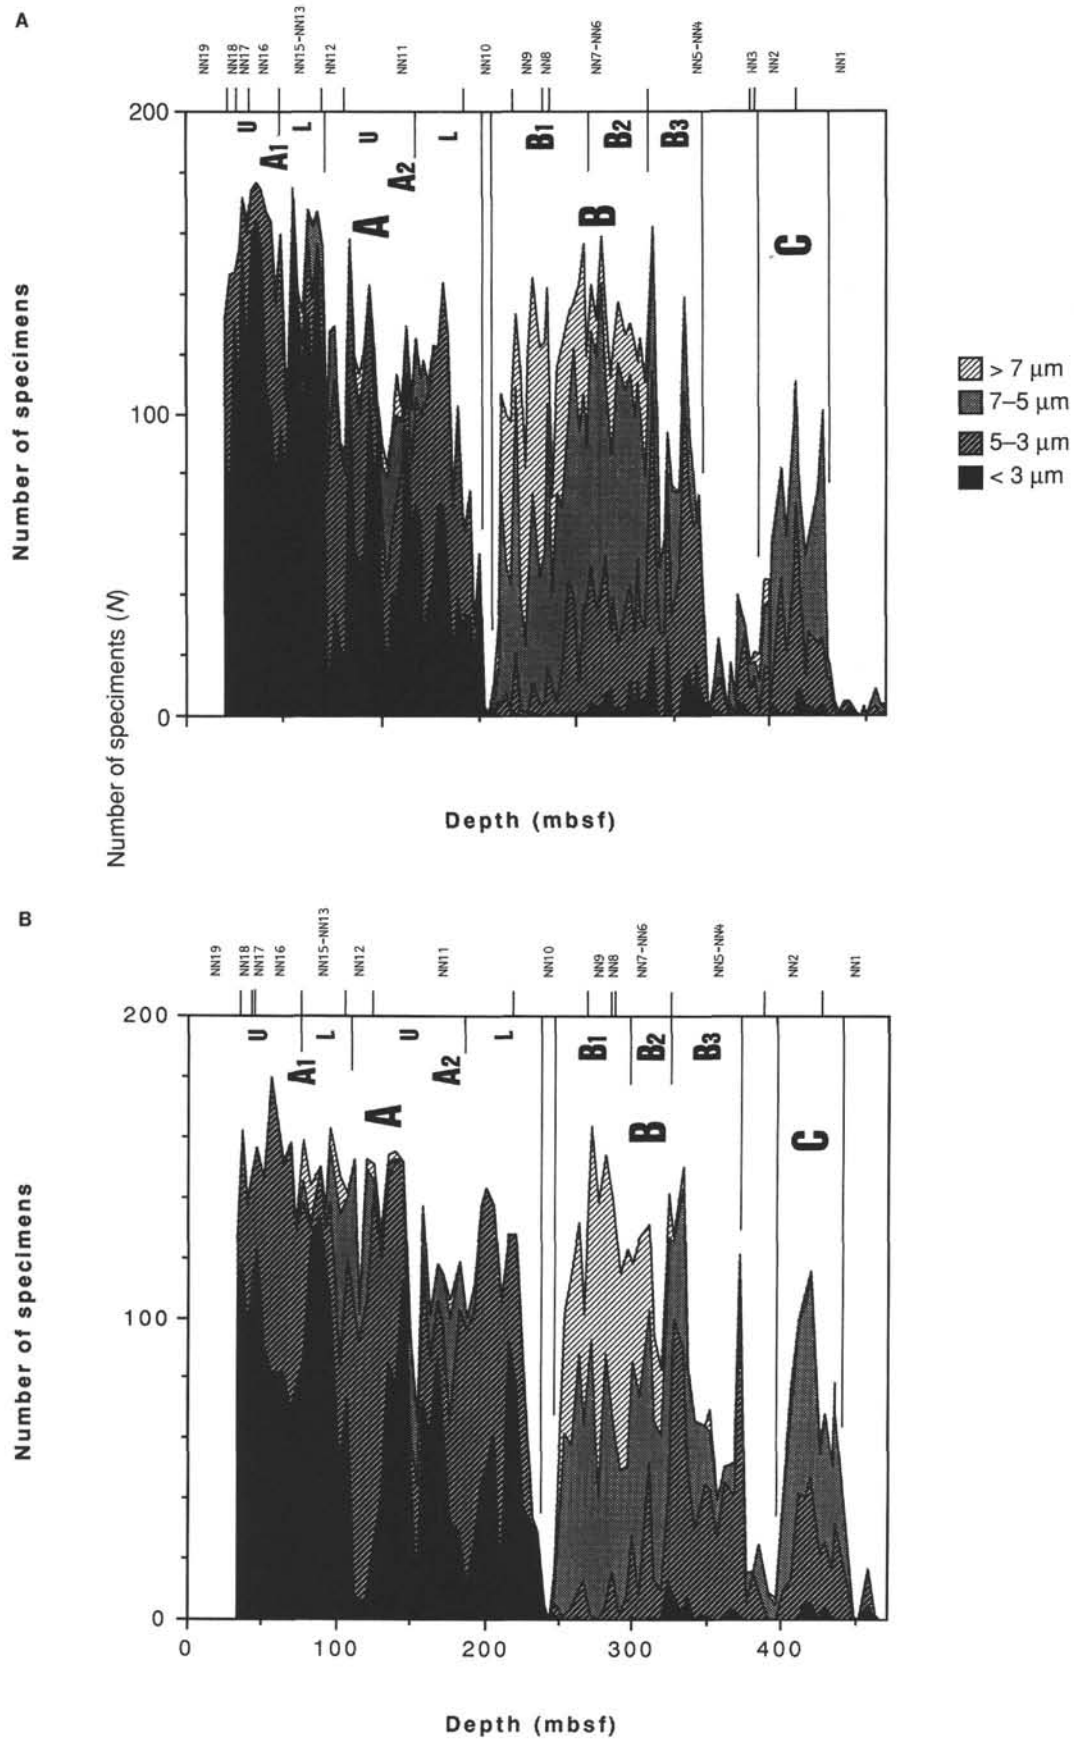 A
NN19
NN18
NN17
NN16
NN15-NN13
NN12
NN11
NN10
NN9
NN8
NN7-NN6
NN5-NN4
NN3
NN2
NN1
200
U
A1
L
U
A2
L
B1
B2
B3
A
B
C
Number of specimens
100
> 7 µm
7–5 µm
5–3 µm
< 3 µm
Number of speciments (N)
0
Depth (mbsf)
B
NN19
NN18
NN17
NN16
NN15-NN13
NN12
NN11
NN10
NN9
NN8
NN7-NN6
NN5-NN4
NN2
NN1
200
U
A1
L
U
A2
L
B1
B2
B3
A
B
C
Number of specimens
100
0
0 100 200 300 400
Depth (mbsf)